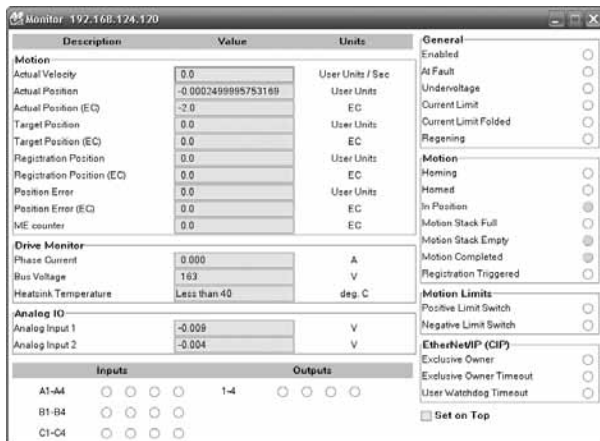 Monitor 192.168.124.120
Description Value Units
Motion
Actual Velocity 0.0 User Units / Sec
Actual Position -0.0002499995753169 User Units
Actual Position (EC) -2.0 EC
Target Position 0.0 User Units
Target Position (EC) 0.0 EC
Registration Position 0.0 User Units
Registration Position (EC) 0.0 EC
Position Error 0.0 User Units
Position Error (EC) 0.0 EC
ME counter 0.0 EC
Drive Monitor
Phase Current 0.000 A
Bus Voltage 163 V
Heatsink Temperature Less than 40 deg. C
Analog IO
Analog Input 1 -0.009 V
Analog Input 2 -0.004 V
Inputs Outputs
A1-A4 1-4
B1-B4
C1-C4
General
Enabled
At Fault
Undervoltage
Current Limit
Current Limit Folded
Regening
Motion
Homing
Homed
In Position
Motion Stack Full
Motion Stack Empty
Motion Completed
Registration Triggered
Motion Limits
Positive Limit Switch
Negative Limit Switch
EtherNet/IP (CIP)
Exclusive Owner
Exclusive Owner Timeout
User Watchdog Timeout
Set on Top